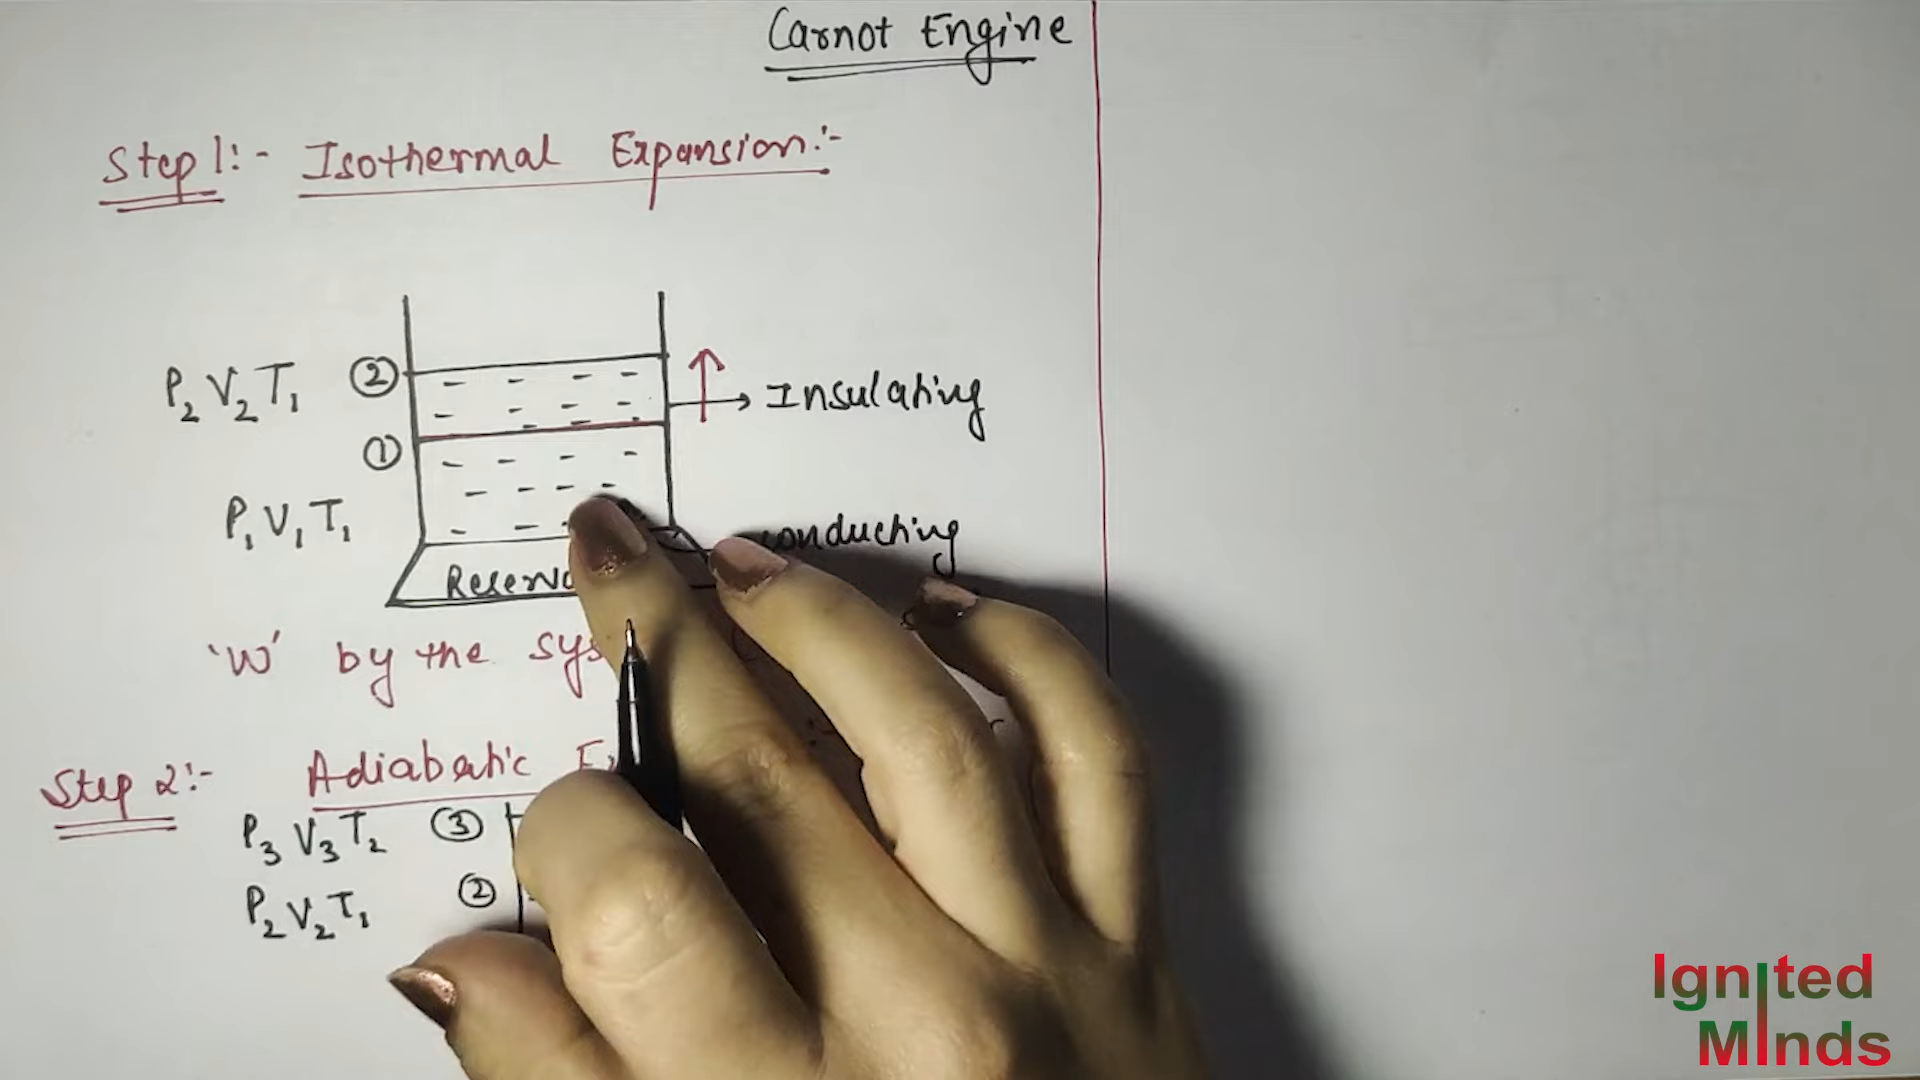 Carnot Engine
Step 1:- Isothermal Expansion:-
P2 V2 T1 ② Insulating
①
P1 V1 T1 conducting
'W' by the
Step 2:- Adiabatic
P3 V3 T2 ③
P2 V2 T1 ②
Ignited
Minds